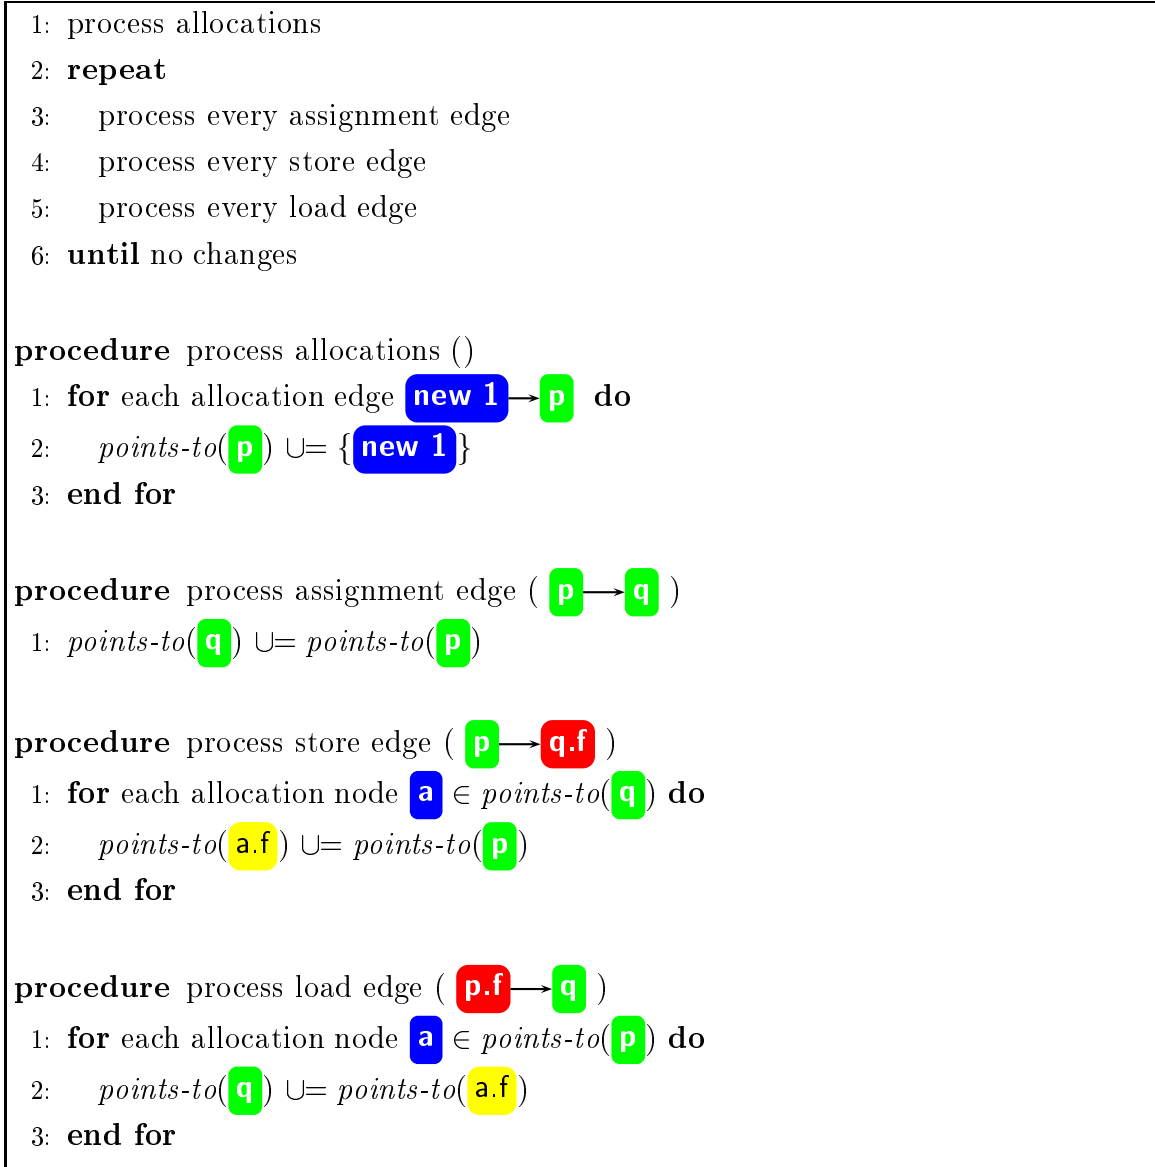 1: process allocations
2: repeat
3: process every assignment edge
4: process every store edge
5: process every load edge
6: until no changes
procedure process allocations ()
1: for each allocation edge new 1 → p do
2: points-to(p) ∪= {new 1}
3: end for
procedure process assignment edge ( p → q )
1: points-to(q) ∪= points-to(p)
procedure process store edge ( p → q.f )
1: for each allocation node a ∈ points-to(q) do
2: points-to(a.f) ∪= points-to(p)
3: end for
procedure process load edge ( p.f → q )
1: for each allocation node a ∈ points-to(p) do
2: points-to(q) ∪= points-to(a.f)
3: end for